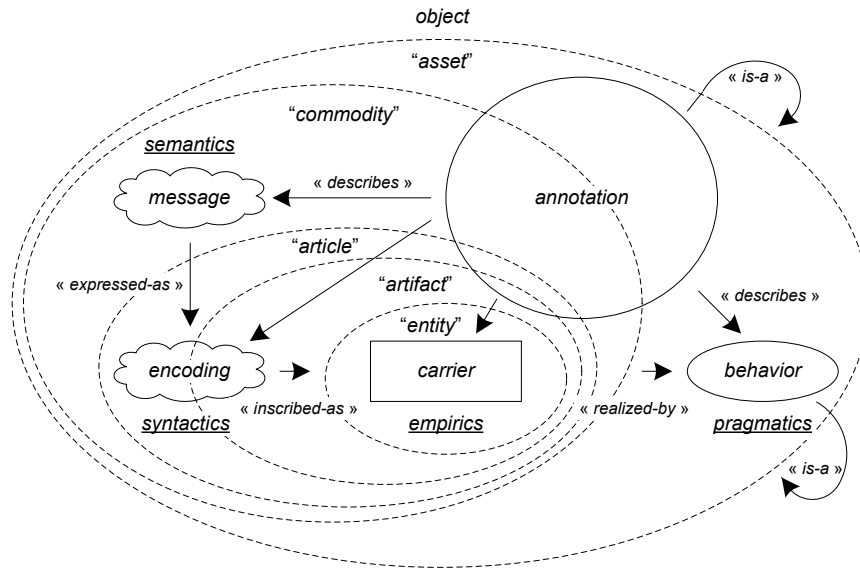 object
“asset”
« is-a »
“commodity”
semantics
« describes »
message
annotation
“article”
« expressed-as »
“artifact”
« describes »
“entity”
encoding
carrier
behavior
« inscribed-as »
« realized-by »
syntactics
empirics
pragmatics
« is-a »